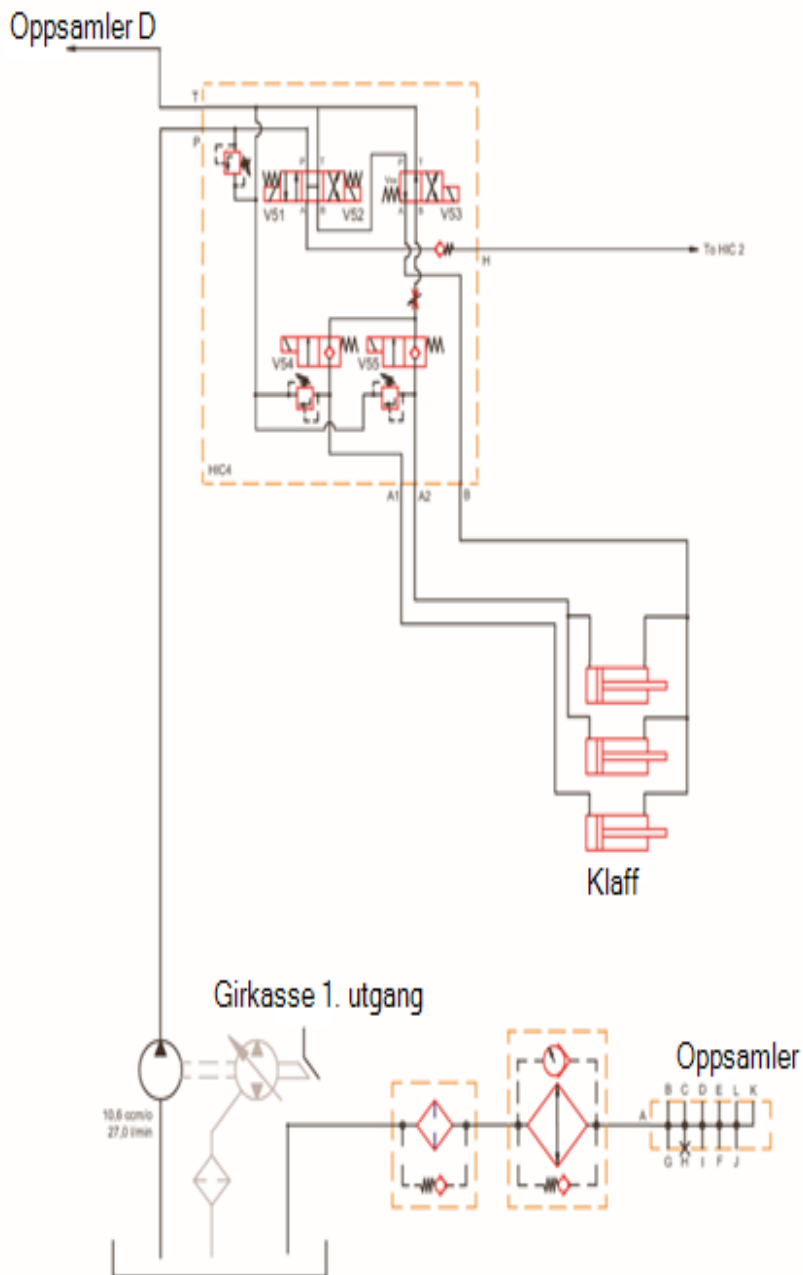 Oppsamler D
T
P
P T
V51 A B V52
P T
A B V53
To HIC 2
H
V54
V55
HIC4
A1 A2 B
Klaff
Girkasse 1. utgang
10,6 ccm/o
27,0 l/min
Oppsamler
B C D E L K
A
G H I F J